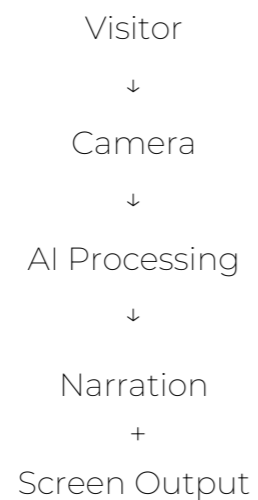 Visitor
↓
Camera
↓
AI Processing
↓
Narration
+
Screen Output